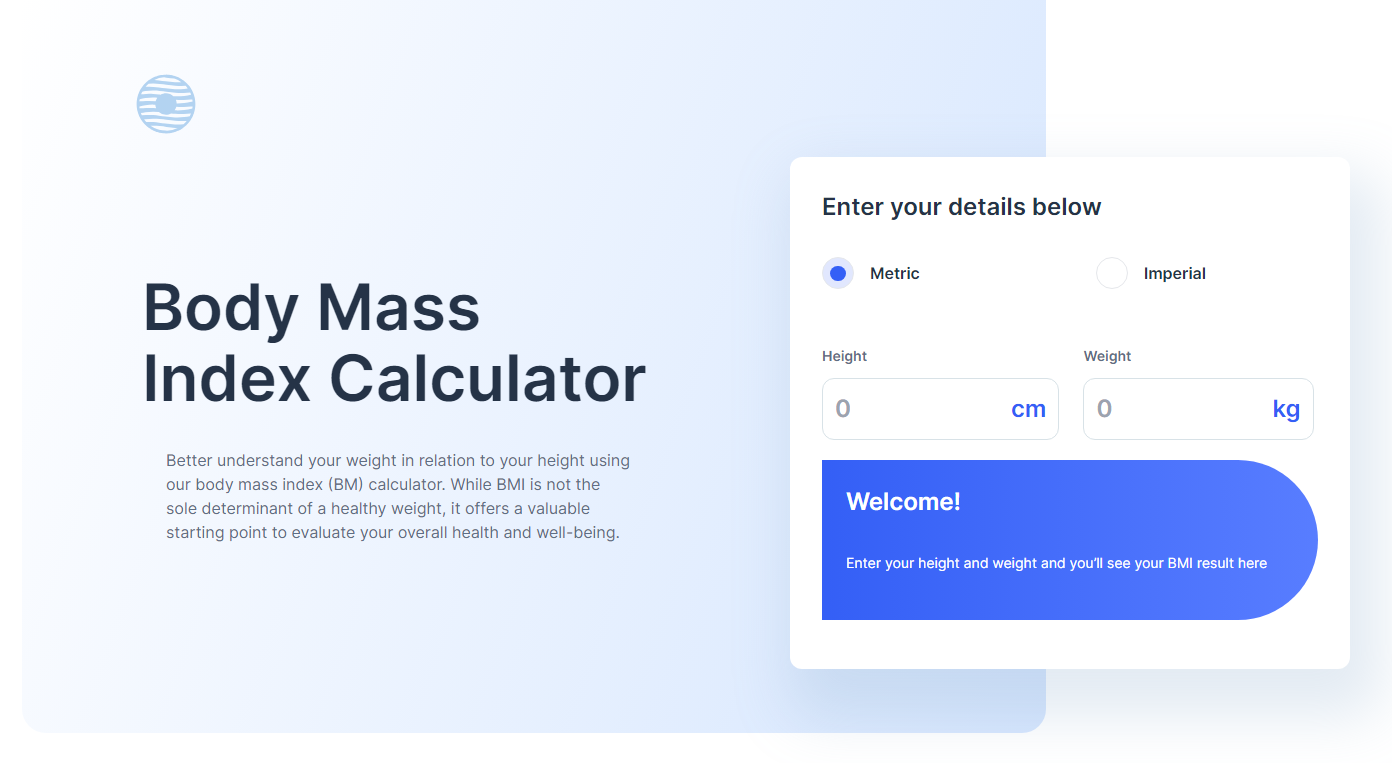 Body Mass
Index Calculator
Better understand your weight in relation to your height using
our body mass index (BM) calculator. While BMI is not the
sole determinant of a healthy weight, it offers a valuable
starting point to evaluate your overall health and well-being.
Enter your details below
Metric
Imperial
Height
Weight
0 cm
0 kg
Welcome!
Enter your height and weight and you’ll see your BMI result here